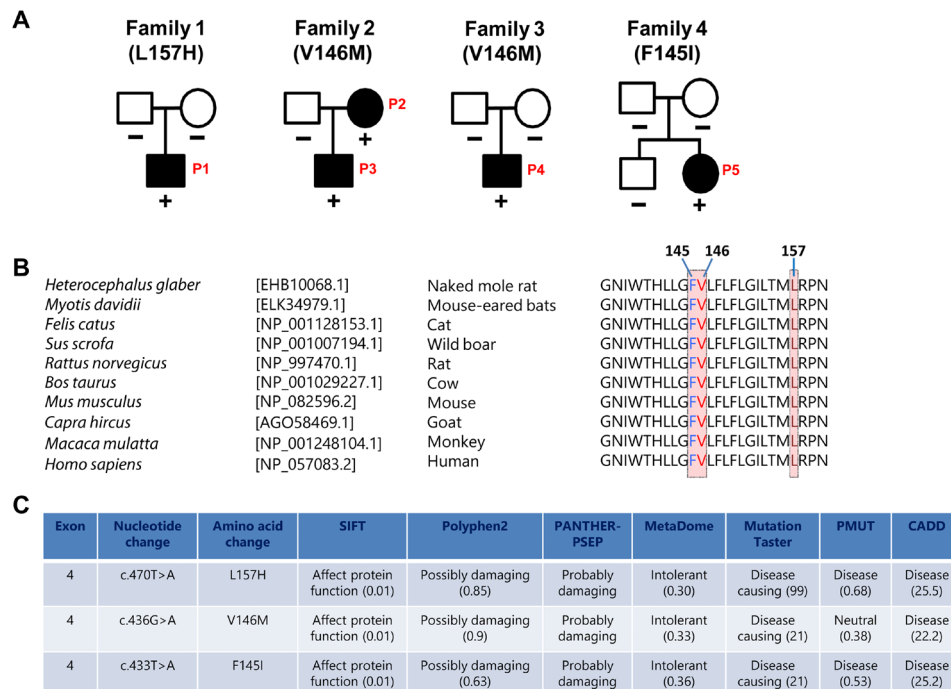 A
Family 1 Family 2 Family 3 Family 4
(L157H) (V146M) (V146M) (F145I)
P2
− − + − − − −
P1 P3 P4 P5
+ + + − +
145 146 157
B
Heterocephalus glaber [EHB10068.1] Naked mole rat GNIWTHLLGFVLFLFLGILTMLRPN
Myotis davidii [ELK34979.1] Mouse-eared bats GNIWTHLLGFVLFLFLGILTMLRPN
Felis catus [NP_001128153.1] Cat GNIWTHLLGFVLFLFLGILTMLRPN
Sus scrofa [NP_001007194.1] Wild boar GNIWTHLLGFVLFLFLGILTMLRPN
Rattus norvegicus [NP_997470.1] Rat GNIWTHLLGFVLFLFLGILTMLRPN
Bos taurus [NP_001029227.1] Cow GNIWTHLLGFVLFLFLGILTMLRPN
Mus musculus [NP_082596.2] Mouse GNIWTHLLGFVLFLFLGILTMLRPN
Capra hircus [AGO58469.1] Goat GNIWTHLLGFVLFLFLGILTMLRPN
Macaca mulatta [NP_001248104.1] Monkey GNIWTHLLGFVLFLFLGILTMLRPN
Homo sapiens [NP_057083.2] Human GNIWTHLLGFVLFLFLGILTMLRPN
C
Exon Nucleotide Amino acid SIFT Polyphen2 PANTHER- MetaDome Mutation PMUT CADD
change change PSEP Taster
4 c.470T>A L157H Affect protein Possibly damaging Probably Intolerant Disease Disease Disease
function (0.01) (0.85) damaging (0.30) causing (99) (0.68) (25.5)
4 c.436G>A V146M Affect protein Possibly damaging Probably Intolerant Disease Neutral Disease
function (0.01) (0.9) damaging (0.33) causing (21) (0.38) (22.2)
4 c.433T>A F145I Affect protein Possibly damaging Probably Intolerant Disease Disease Disease
function (0.01) (0.63) damaging (0.36) causing (21) (0.53) (25.2)